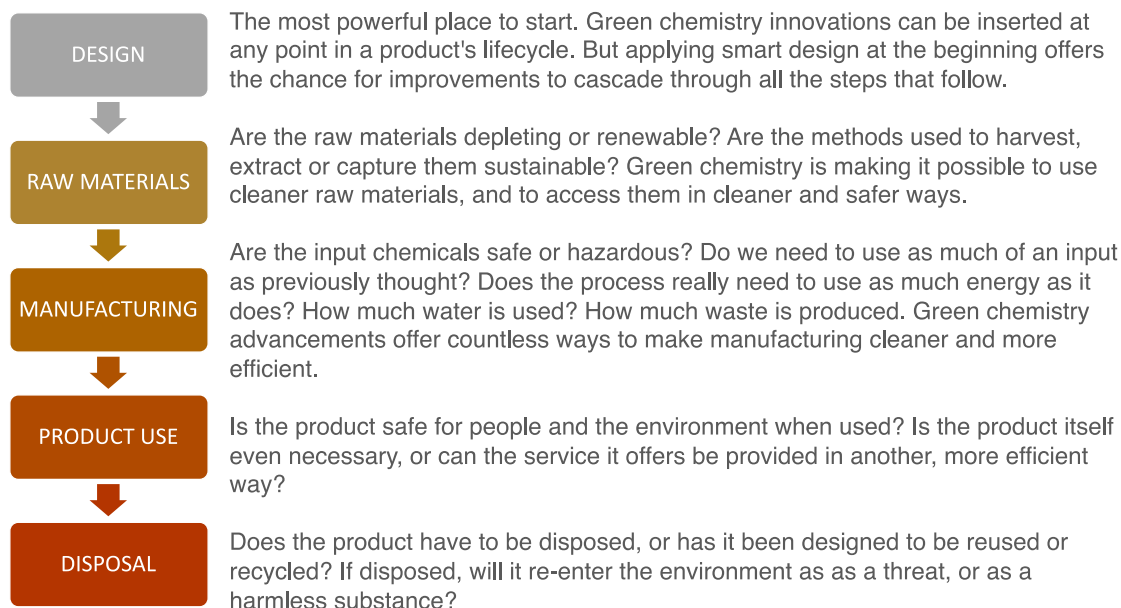 DESIGN
The most powerful place to start. Green chemistry innovations can be inserted at
any point in a product's lifecycle. But applying smart design at the beginning offers
the chance for improvements to cascade through all the steps that follow.
RAW MATERIALS
Are the raw materials depleting or renewable? Are the methods used to harvest,
extract or capture them sustainable? Green chemistry is making it possible to use
cleaner raw materials, and to access them in cleaner and safer ways.
MANUFACTURING
Are the input chemicals safe or hazardous? Do we need to use as much of an input
as previously thought? Does the process really need to use as much energy as it
does? How much water is used? How much waste is produced. Green chemistry
advancements offer countless ways to make manufacturing cleaner and more
efficient.
PRODUCT USE
Is the product safe for people and the environment when used? Is the product itself
even necessary, or can the service it offers be provided in another, more efficient
way?
DISPOSAL
Does the product have to be disposed, or has it been designed to be reused or
recycled? If disposed, will it re-enter the environment as as a threat, or as a
harmless substance?